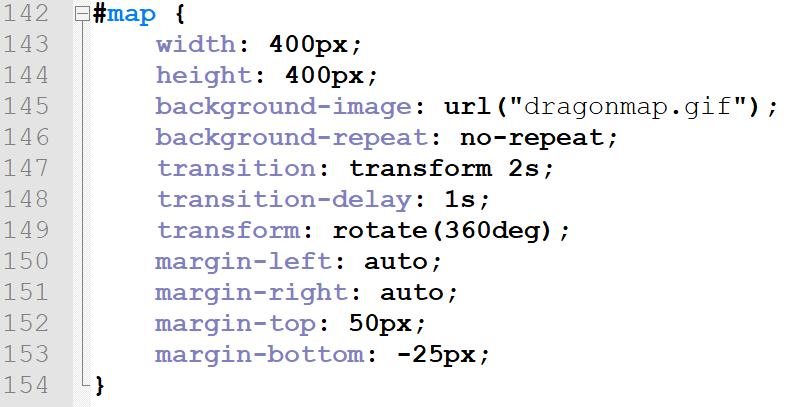 142 #map {
143 width: 400px;
144 height: 400px;
145 background-image: url("dragonmap.gif");
146 background-repeat: no-repeat;
147 transition: transform 2s;
148 transition-delay: 1s;
149 transform: rotate(360deg);
150 margin-left: auto;
151 margin-right: auto;
152 margin-top: 50px;
153 margin-bottom: -25px;
154 }